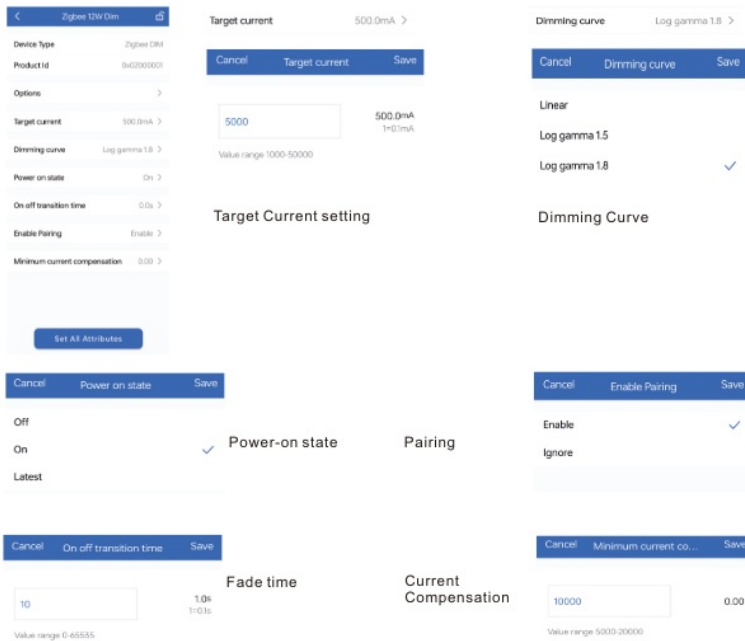 Zigbee 12W Dim
Device Type Zigbee DIM
Product Id 0x02000001
Options
Target current 500.0mA
Dimming curve Log gamma 1.8
Power on state On
On off transition time 0.0s
Enable Pairing Enable
Minimum current compensation 0.00
Set All Attributes
Target current 500.0mA
Cancel Target current Save
5000 500.0mA
1=0.1mA
Value range 1000-50000
Target Current setting
Dimming curve Log gamma 1.8
Cancel Dimming curve Save
Linear
Log gamma 1.5
Log gamma 1.8
Dimming Curve
Cancel Power on state Save
Off
On
Latest
Power-on state
Pairing
Cancel Enable Pairing Save
Enable
Ignore
Cancel On off transition time Save
10 1.0s
1=0.1s
Value range 0-65535
Fade time
Current
Compensation
Cancel Minimum current co... Save
10000 0.00
Value range 5000-20000